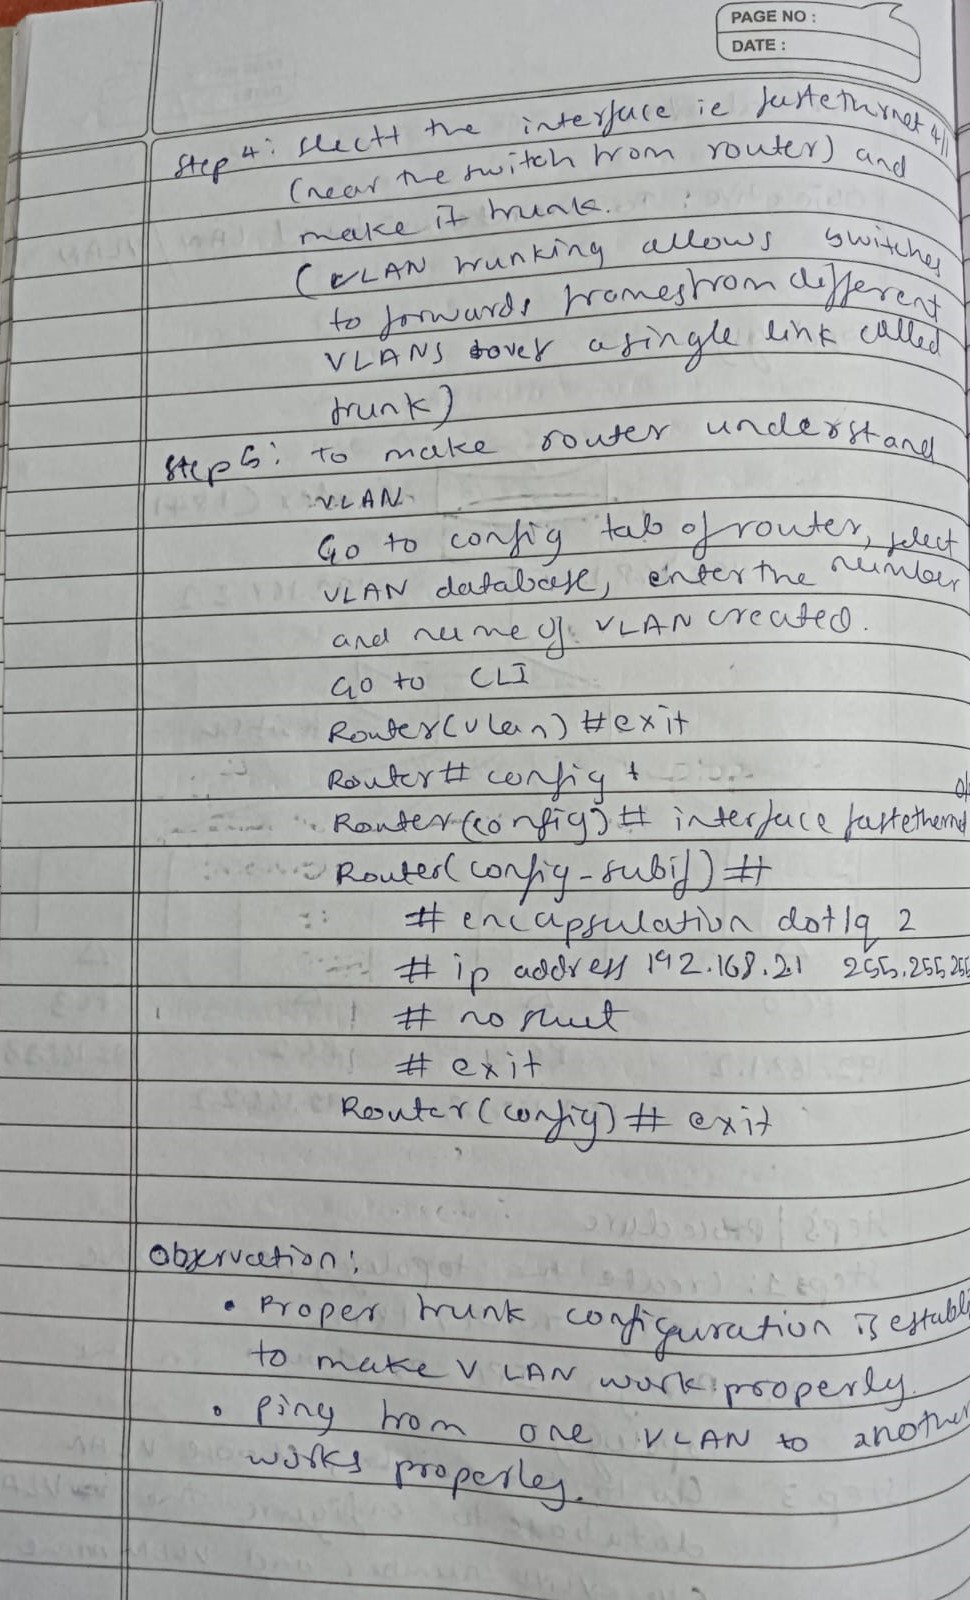 PAGE NO :
DATE :
Step 4: Slectt the interface ie fastethernet 4/1
(near the switch from router) and
make it trunk.
(VLAN trunking allows switches
to forwards frames from different
VLANS over a single link called
trunk)
Step 5: To make router understand
VLAN.
Go to config tab of router, select
VLAN database, enter the number
and name of VLAN created.
Go to CLI
Router(vlan) #exit
Router# config t
Router(config)# interface fastetherne
Router(config-subif)#
# encapsulation dot1q 2
# ip address 192.168.2.1 255.255.255
# no shut
# exit
Router(config)# exit
Observation:
• Proper trunk configuration is establi
to make VLAN work properly.
• Ping from one VLAN to another
works properly.